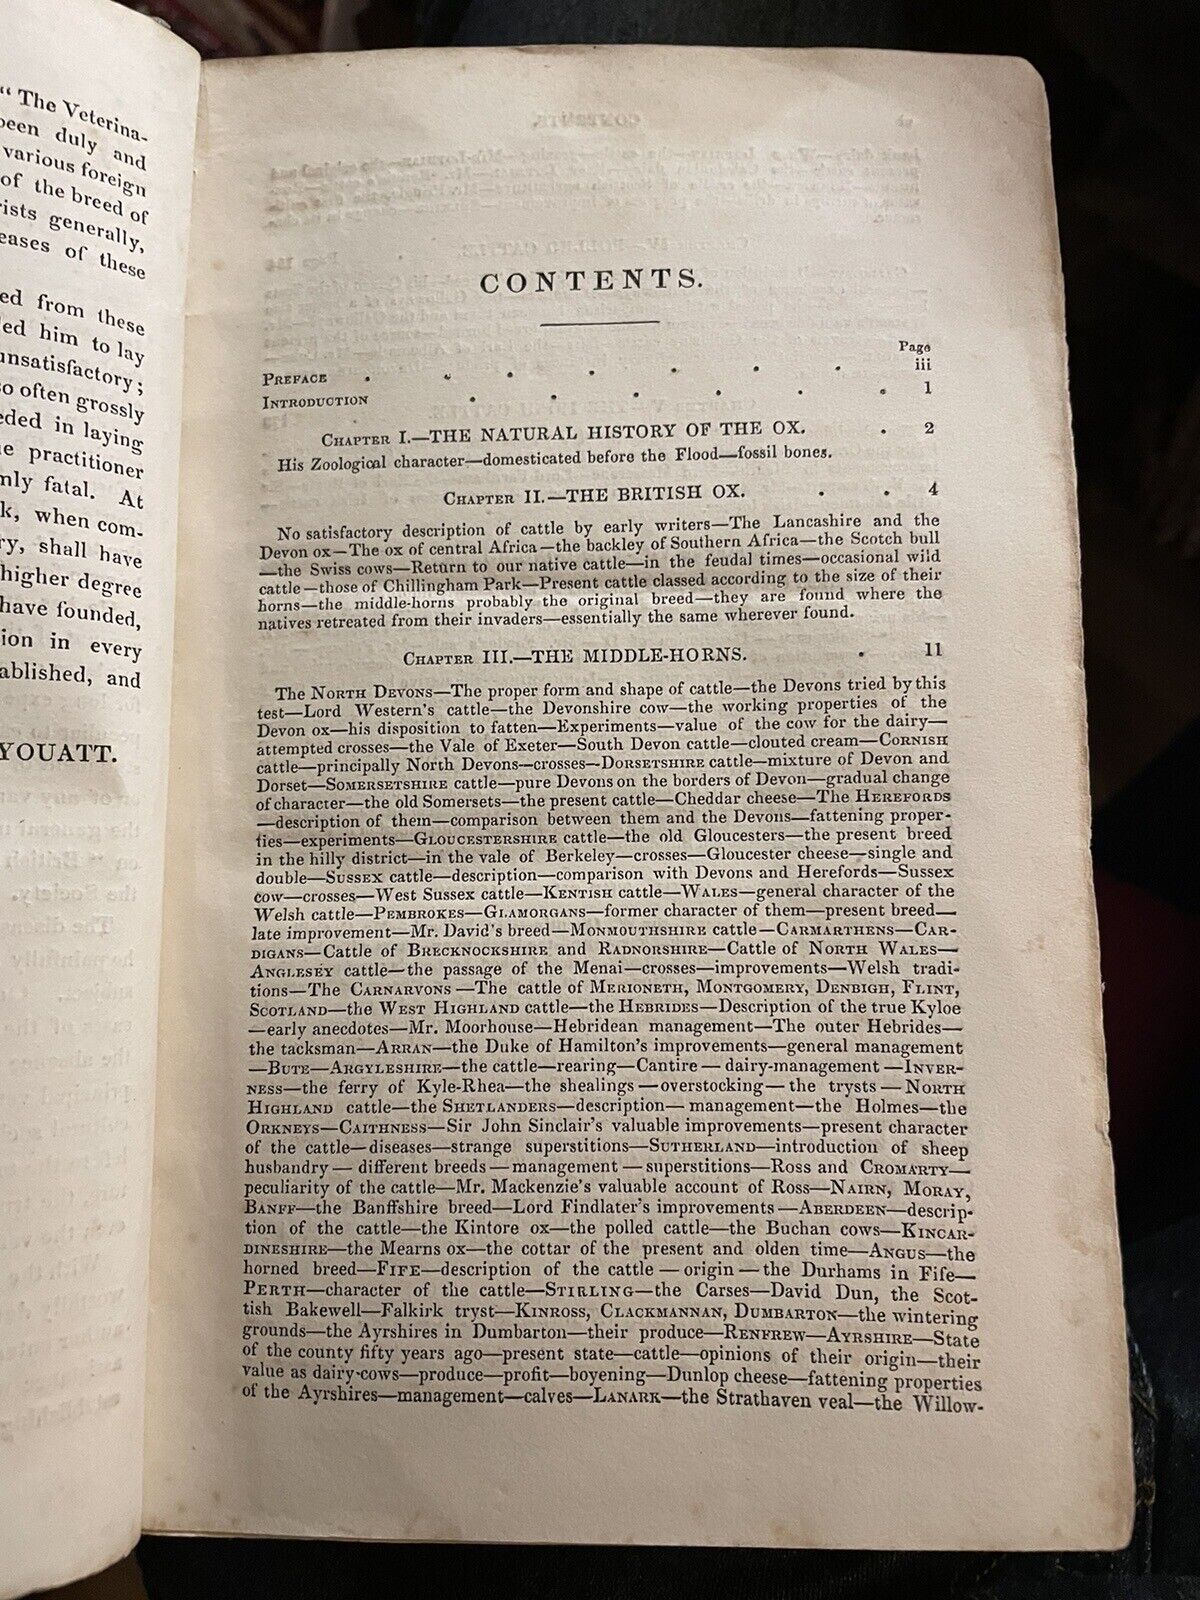 “ The Veterina-
been duly and
various foreign
of the breed of
rists generally,
eases of these
ed from these
ed him to lay
unsatisfactory;
so often grossly
eded in laying
e practitioner
mly fatal. At
k, when com-
ry, shall have
higher degree
have founded,
ion in every
ablished, and
YOUATT.
CONTENTS.
Page
PREFACE . . . . . . . iii
INTRODUCTION . . . . . . 1
CHAPTER I.—THE NATURAL HISTORY OF THE OX. . 2
His Zoological character—domesticated before the Flood—fossil bones.
CHAPTER II.—THE BRITISH OX. . . 4
No satisfactory description of cattle by early writers—The Lancashire and the
Devon ox—The ox of central Africa—the backley of Southern Africa—the Scotch bull
—the Swiss cows—Return to our native cattle—in the feudal times—occasional wild
cattle—those of Chillingham Park—Present cattle classed according to the size of their
horns—the middle-horns probably the original breed—they are found where the
natives retreated from their invaders—essentially the same wherever found.
CHAPTER III.—THE MIDDLE-HORNS. . 11
The NORTH DEVONS—The proper form and shape of cattle—the Devons tried by this
test—Lord Western's cattle—the Devonshire cow—the working properties of the
Devon ox—his disposition to fatten—Experiments—value of the cow for the dairy—
attempted crosses—the Vale of Exeter—South Devon cattle—clouted cream—CORNISH
cattle—principally North Devons—crosses—DORSETSHIRE cattle—mixture of Devon and
Dorset—SOMERSETSHIRE cattle—pure Devons on the borders of Devon—gradual change
of character—the old Somersets—the present cattle—Cheddar cheese—The HEREFORDS
—description of them—comparison between them and the Devons—fattening proper-
ties—experiments—GLOUCESTERSHIRE cattle—the old Gloucesters—the present breed
in the hilly district—in the vale of Berkeley—crosses—Gloucester cheese—single and
double—SUSSEX cattle—description—comparison with Devons and Herefords—Sussex
cow—crosses—West Sussex cattle—KENTISH cattle—WALES—general character of the
Welsh cattle—PEMBROKES—GLAMORGANS—former character of them—present breed—
late improvement—Mr. David's breed—MONMOUTHSHIRE cattle—CARMARTHENS—CAR-
DIGANS—Cattle of BRECKNOCKSHIRE and RADNORSHIRE—Cattle of NORTH WALES—
ANGLESEY cattle—the passage of the Menai—crosses—improvements—Welsh tradi-
tions—The CARNARVONS—The cattle of MERIONETH, MONTGOMERY, DENBIGH, FLINT,
SCOTLAND—the WEST HIGHLAND cattle—the HEBRIDES—Description of the true Kyloe
—early anecdotes—Mr. Moorhouse—Hebridean management—The outer Hebrides—
the tacksman—ARRAN—the Duke of Hamilton's improvements—general management
—BUTE—ARGYLESHIRE—the cattle—rearing—Cantire—dairy-management—INVER-
NESS—the ferry of Kyle-Rhea—the shealings—overstocking—the trysts—NORTH
HIGHLAND cattle—the SHETLANDERS—description—management—the Holmes—the
ORKNEYS—CAITHNESS—Sir John Sinclair's valuable improvements—present character
of the cattle—diseases—strange superstitions—SUTHERLAND—introduction of sheep
husbandry—different breeds—management—superstitions—ROSS and CROMARTY—
peculiarity of the cattle—Mr. Mackenzie's valuable account of Ross—NAIRN, MORAY,
BANFF—the Banffshire breed—Lord Findlater's improvements—ABERDEEN—descrip-
tion of the cattle—the Kintore ox—the polled cattle—the Buchan cows—KINCAR-
DINESHIRE—the Mearns ox—the cottar of the present and olden time—ANGUS—the
horned breed—FIFE—description of the cattle—origin—the Durhams in Fife—
PERTH—character of the cattle—STIRLING—the Carses—David Dun, the Scot-
tish Bakewell—Falkirk tryst—KINROSS, CLACKMANNAN, DUMBARTON—the wintering
grounds—the Ayrshires in Dumbarton—their produce—RENFREW—AYRSHIRE—State
of the county fifty years ago—present state—cattle—opinions of their origin—their
value as dairy-cows—produce—profit—boyening—Dunlop cheese—fattening properties
of the Ayrshires—management—calves—LANARK—the Strathaven veal—the Willow-